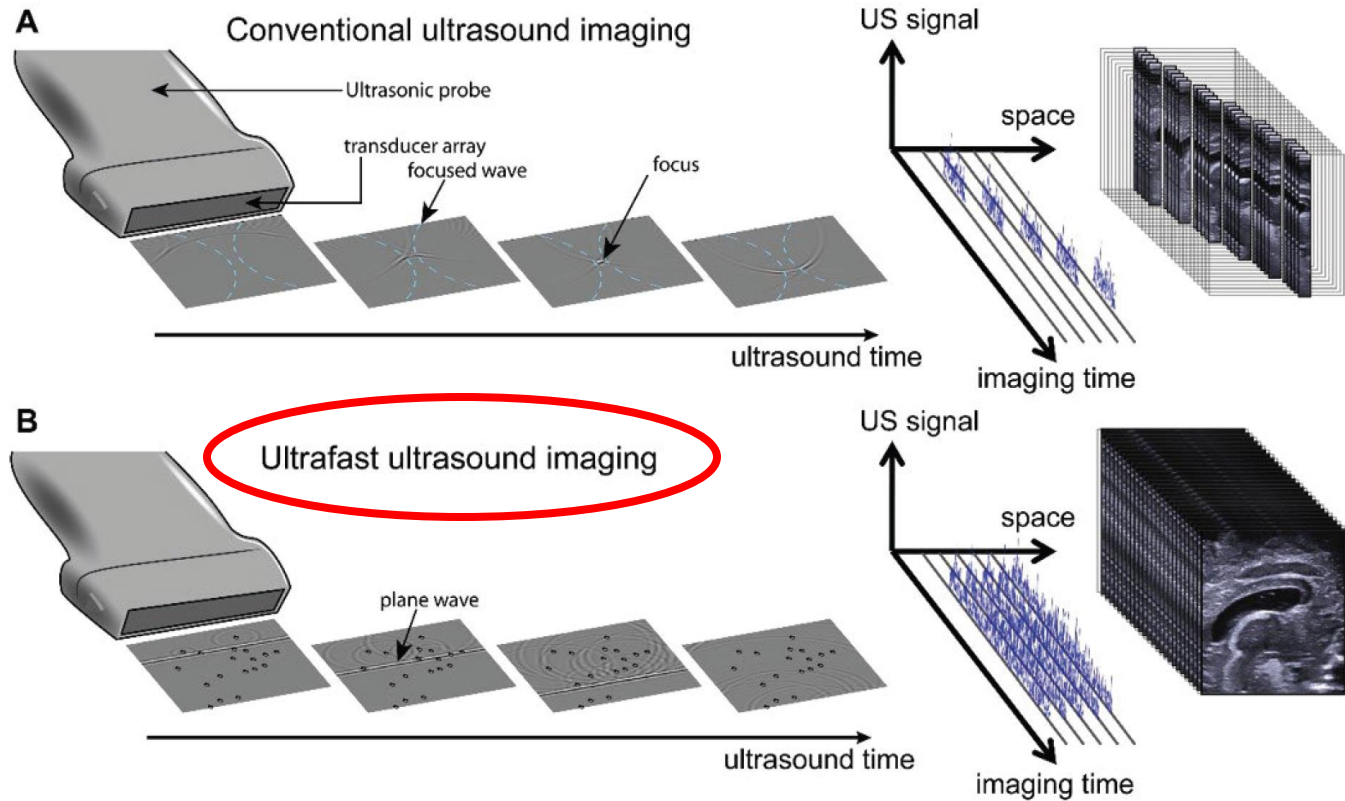 A
Conventional ultrasound imaging
Ultrasonic probe
transducer array
focused wave
focus
ultrasound time
US signal
space
imaging time
B
Ultrafast ultrasound imaging
plane wave
ultrasound time
US signal
space
imaging time